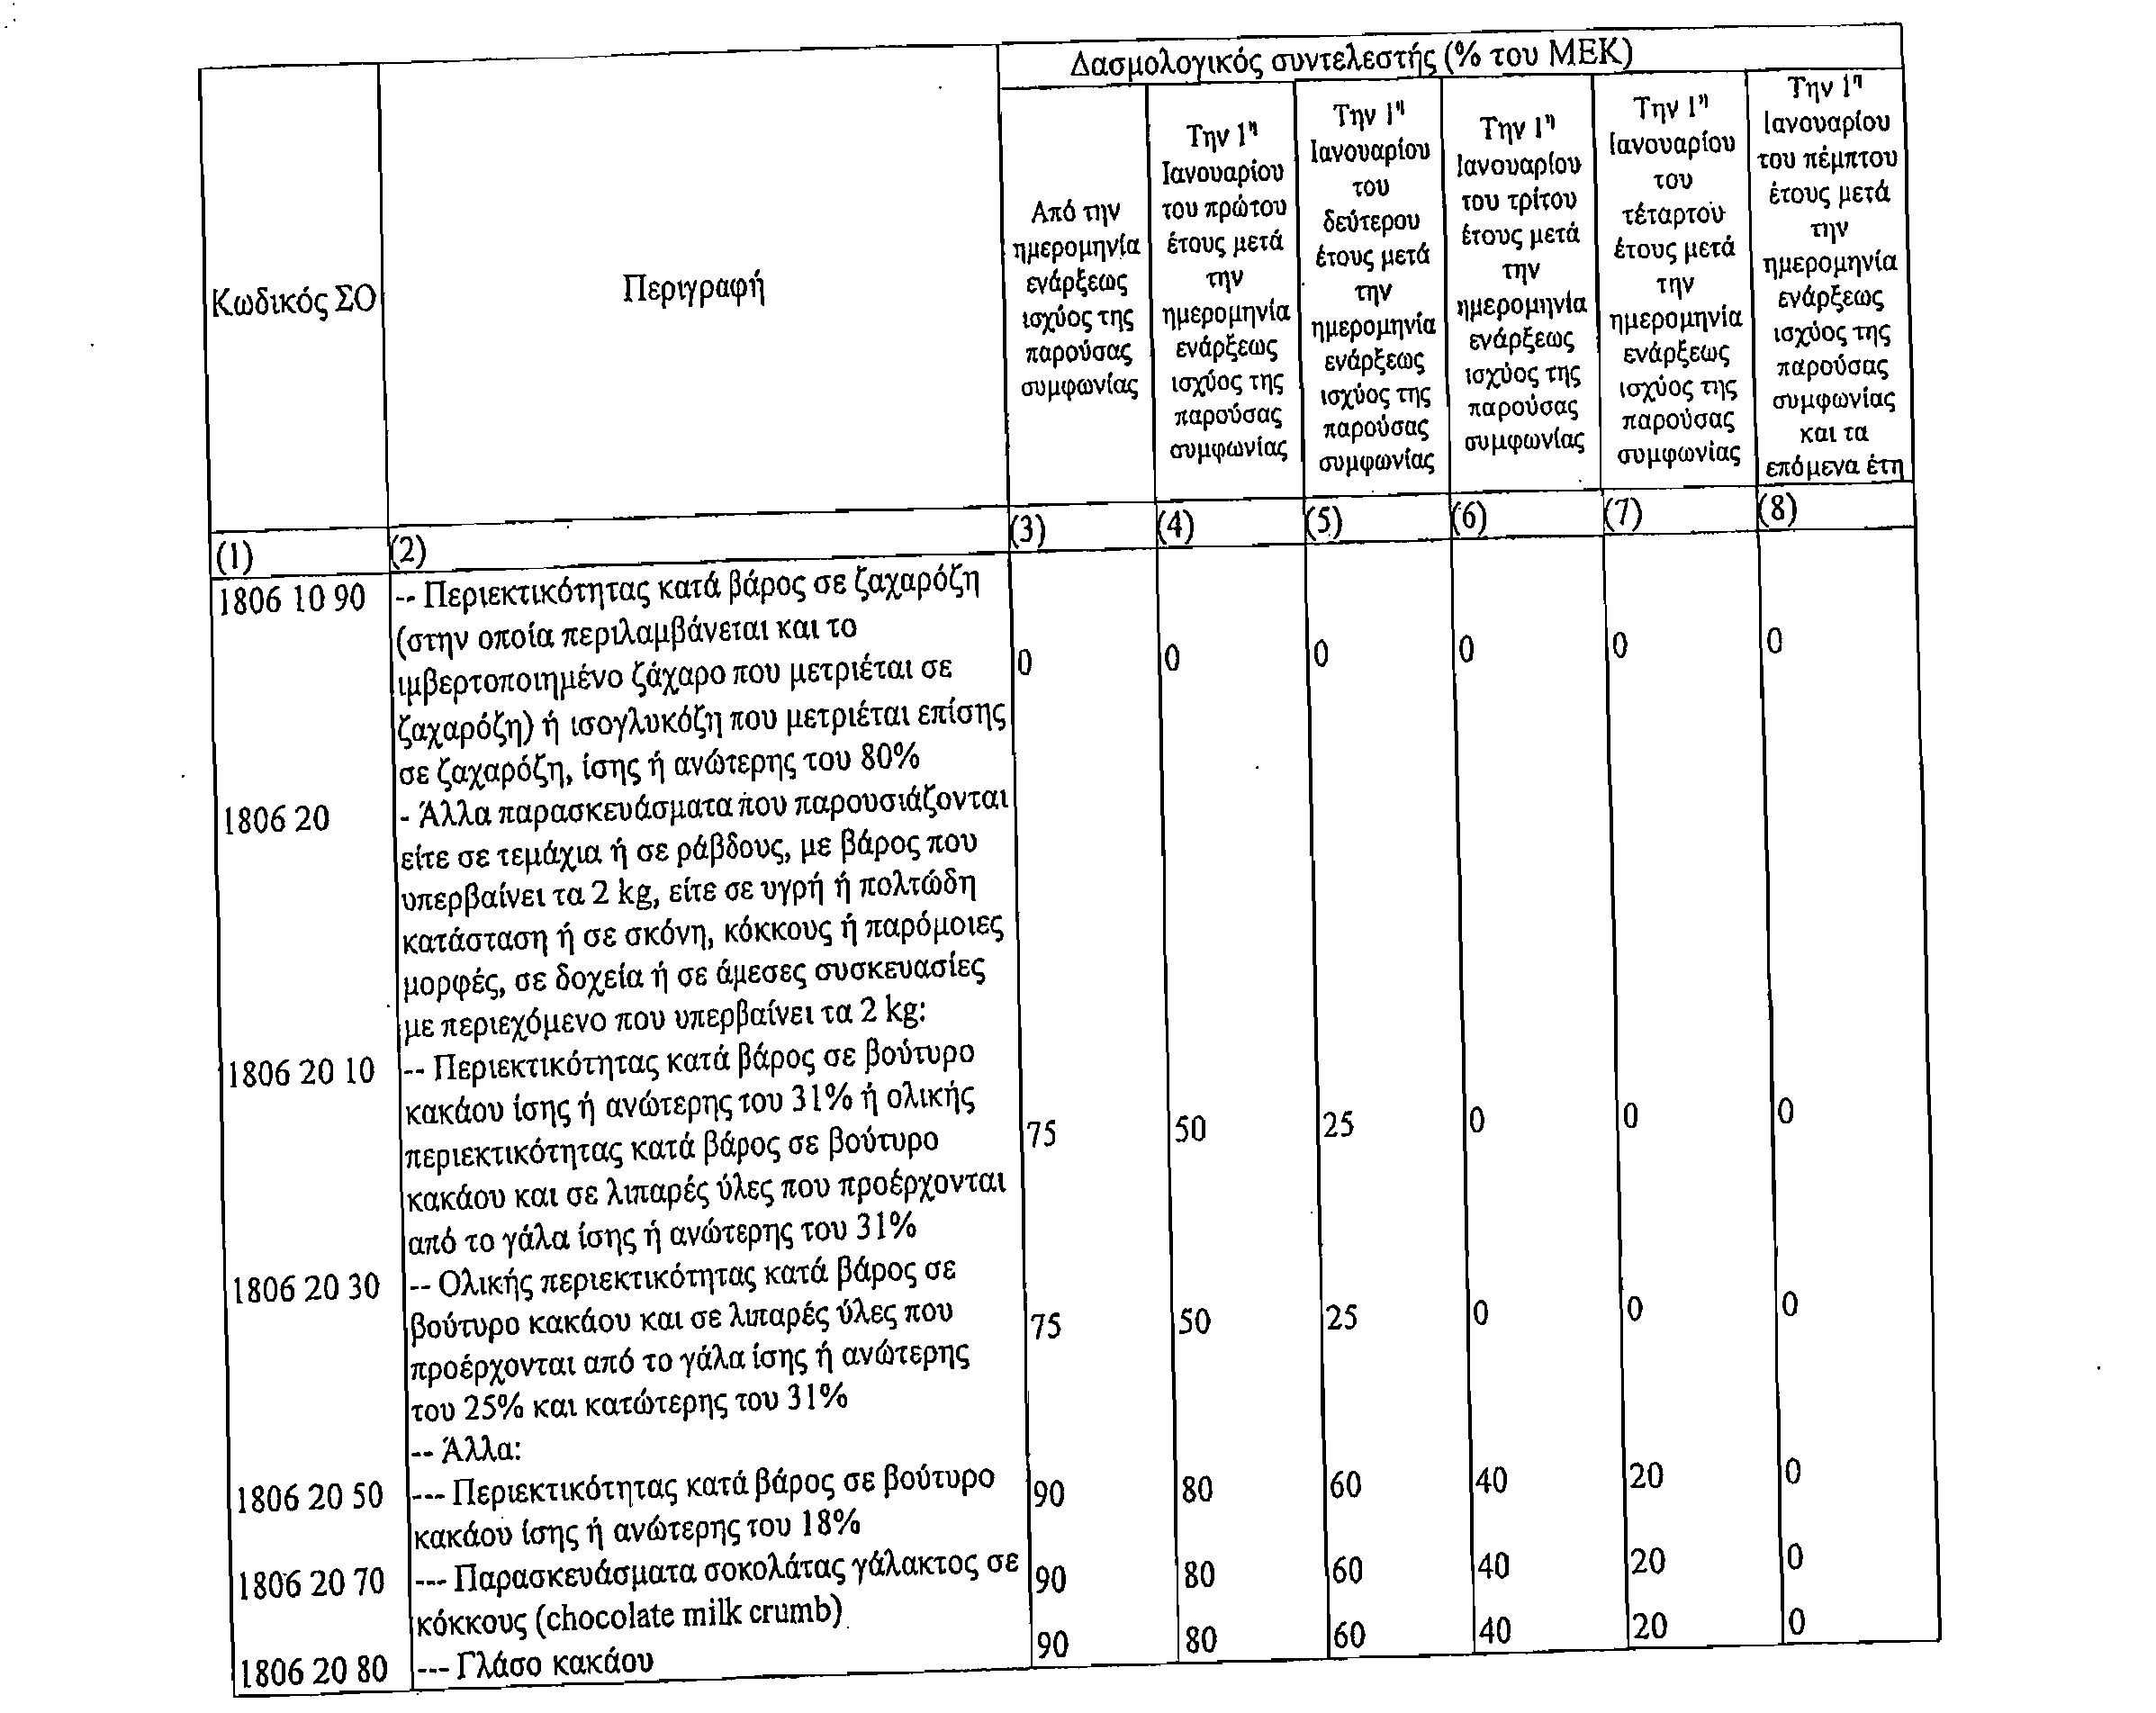 Δασμολογικός συντελεστής (% του ΜΕΚ)
Κωδικός ΣΟ
Περιγραφή
Από την
ημερομηνία
ενάρξεως
ισχύος της
παρούσας
συμφωνίας
Την 1η
Ιανουαρίου
του πρώτου
έτους μετά
την
ημερομηνία
ενάρξεως
ισχύος της
παρούσας
συμφωνίας
Την 1η
Ιανουαρίου
του
δεύτερου
έτους μετά
την
ημερομηνία
ενάρξεως
ισχύος της
παρούσας
συμφωνίας
Την 1η
Ιανουαρίου
του τρίτου
έτους μετά
την
ημερομηνία
ενάρξεως
ισχύος της
παρούσας
συμφωνίας
Την 1η
Ιανουαρίου
του
τέταρτου
έτους μετά
την
ημερομηνία
ενάρξεως
ισχύος της
παρούσας
συμφωνίας
Την 1η
Ιανουαρίου
του πέμπτου
έτους μετά
την
ημερομηνία
ενάρξεως
ισχύος της
παρούσας
συμφωνίας
και τα
επόμενα έτη
(1) (2) (3) (4) (5) (6) (7) (8)
1806 10 90 -- Περιεκτικότητας κατά βάρος σε ζαχαρόζη
(στην οποία περιλαμβάνεται και το
ιμβερτοποιημένο ζάχαρο που μετριέται σε 0 0 0 0 0 0
ζαχαρόζη) ή ισογλυκόζη που μετριέται επίσης
σε ζαχαρόζη, ίσης ή ανώτερης του 80%
1806 20 - Άλλα παρασκευάσματα που παρουσιάζονται
είτε σε τεμάχια ή σε ράβδους, με βάρος που
υπερβαίνει τα 2 kg, είτε σε υγρή ή πολτώδη
κατάσταση ή σε σκόνη, κόκκους ή παρόμοιες
μορφές, σε δοχεία ή σε άμεσες συσκευασίες
με περιεχόμενο που υπερβαίνει τα 2 kg:
1806 20 10 -- Περιεκτικότητας κατά βάρος σε βούτυρο
κακάου ίσης ή ανώτερης του 31% ή ολικής
περιεκτικότητας κατά βάρος σε βούτυρο 75 50 25 0 0 0
κακάου και σε λιπαρές ύλες που προέρχονται
από το γάλα ίσης ή ανώτερης του 31%
1806 20 30 -- Ολικής περιεκτικότητας κατά βάρος σε
βούτυρο κακάου και σε λιπαρές ύλες που 75 50 25 0 0 0
προέρχονται από το γάλα ίσης ή ανώτερης
του 25% και κατώτερης του 31%
-- Άλλα:
1806 20 50 --- Περιεκτικότητας κατά βάρος σε βούτυρο 90 80 60 40 20 0
κακάου ίσης ή ανώτερης του 18%
1806 20 70 --- Παρασκευάσματα σοκολάτας γάλακτος σε 90 80 60 40 20 0
κόκκους (chocolate milk crumb)
1806 20 80 --- Γλάσο κακάου 90 80 60 40 20 0